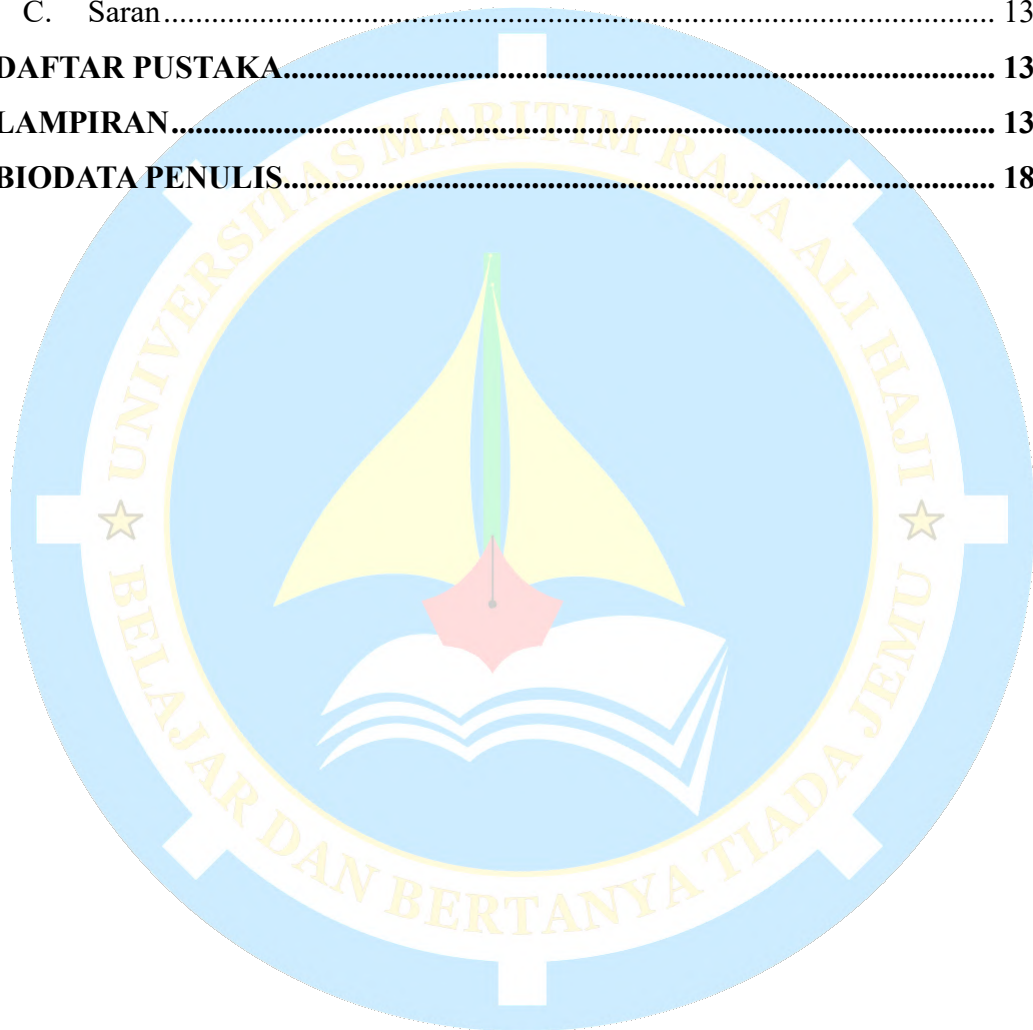 C. Saran........................................................................................................ 13
DAFTAR PUSTAKA......................................................................................... 13
LAMPIRAN....................................................................................................... 13
BIODATA PENULIS......................................................................................... 18
UNIVERSITAS MARITIM RAJA ALI HAJI
BELAJAR DAN BERTANYA TIADA JEMU